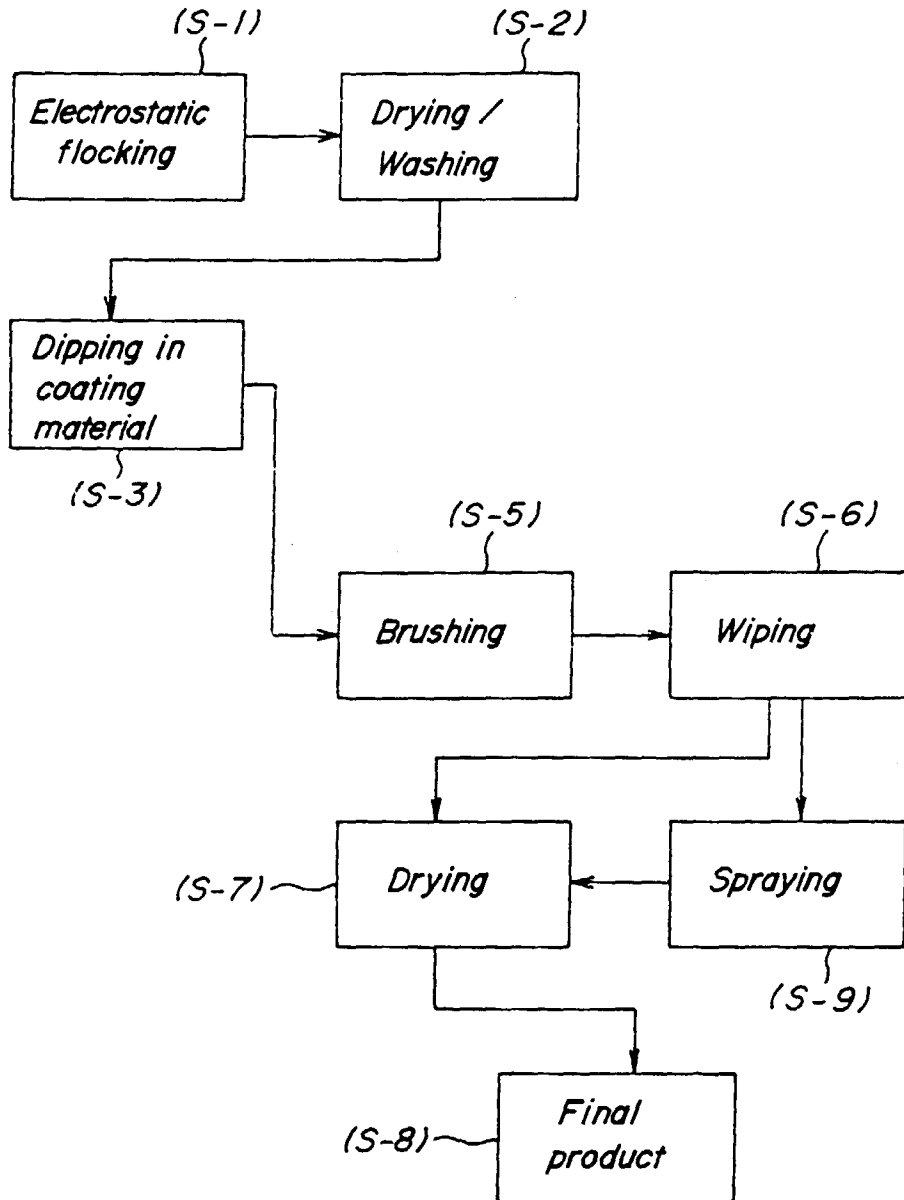 (S-1)
(S-2)
Electrostatic
flocking
Drying /
Washing
Dipping in
coating
material
(S-3)
(S-5)
(S-6)
Brushing
Wiping
(S-7)
Drying
Spraying
(S-9)
(S-8)
Final
product